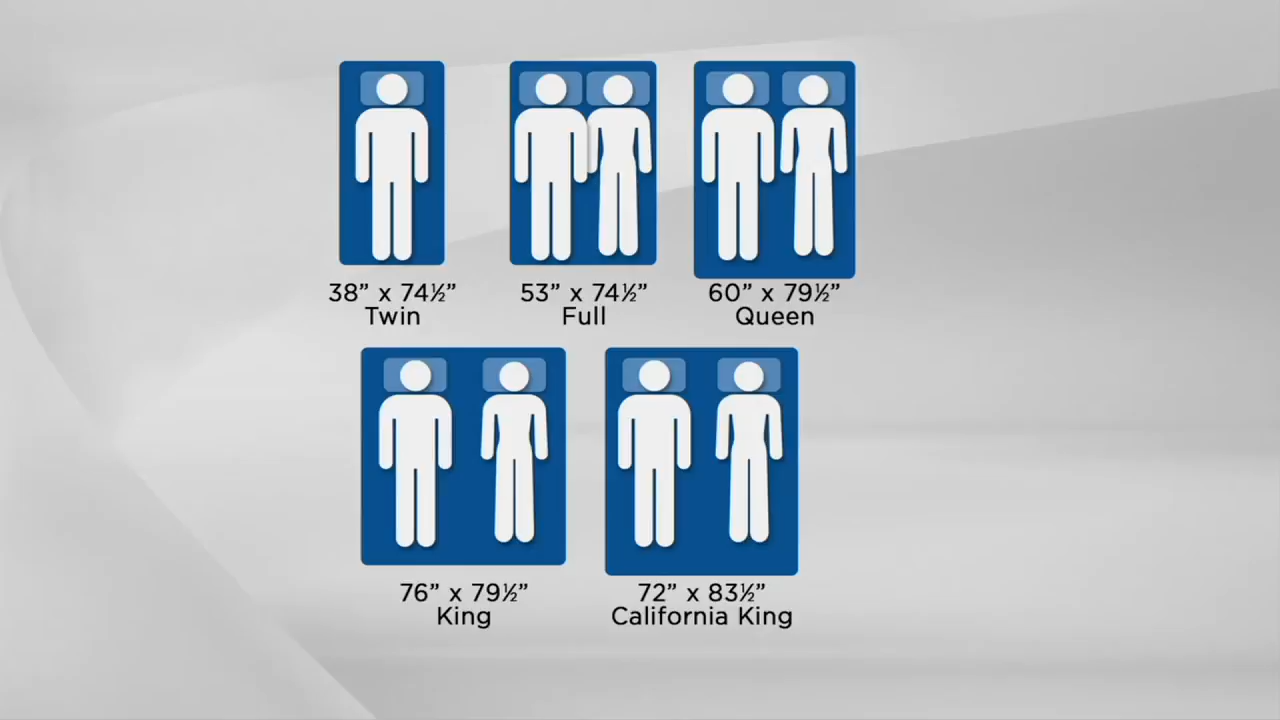 38” x 74½”
Twin
53” x 74½”
Full
60” x 79½”
Queen
76” x 79½”
King
72” x 83½”
California King